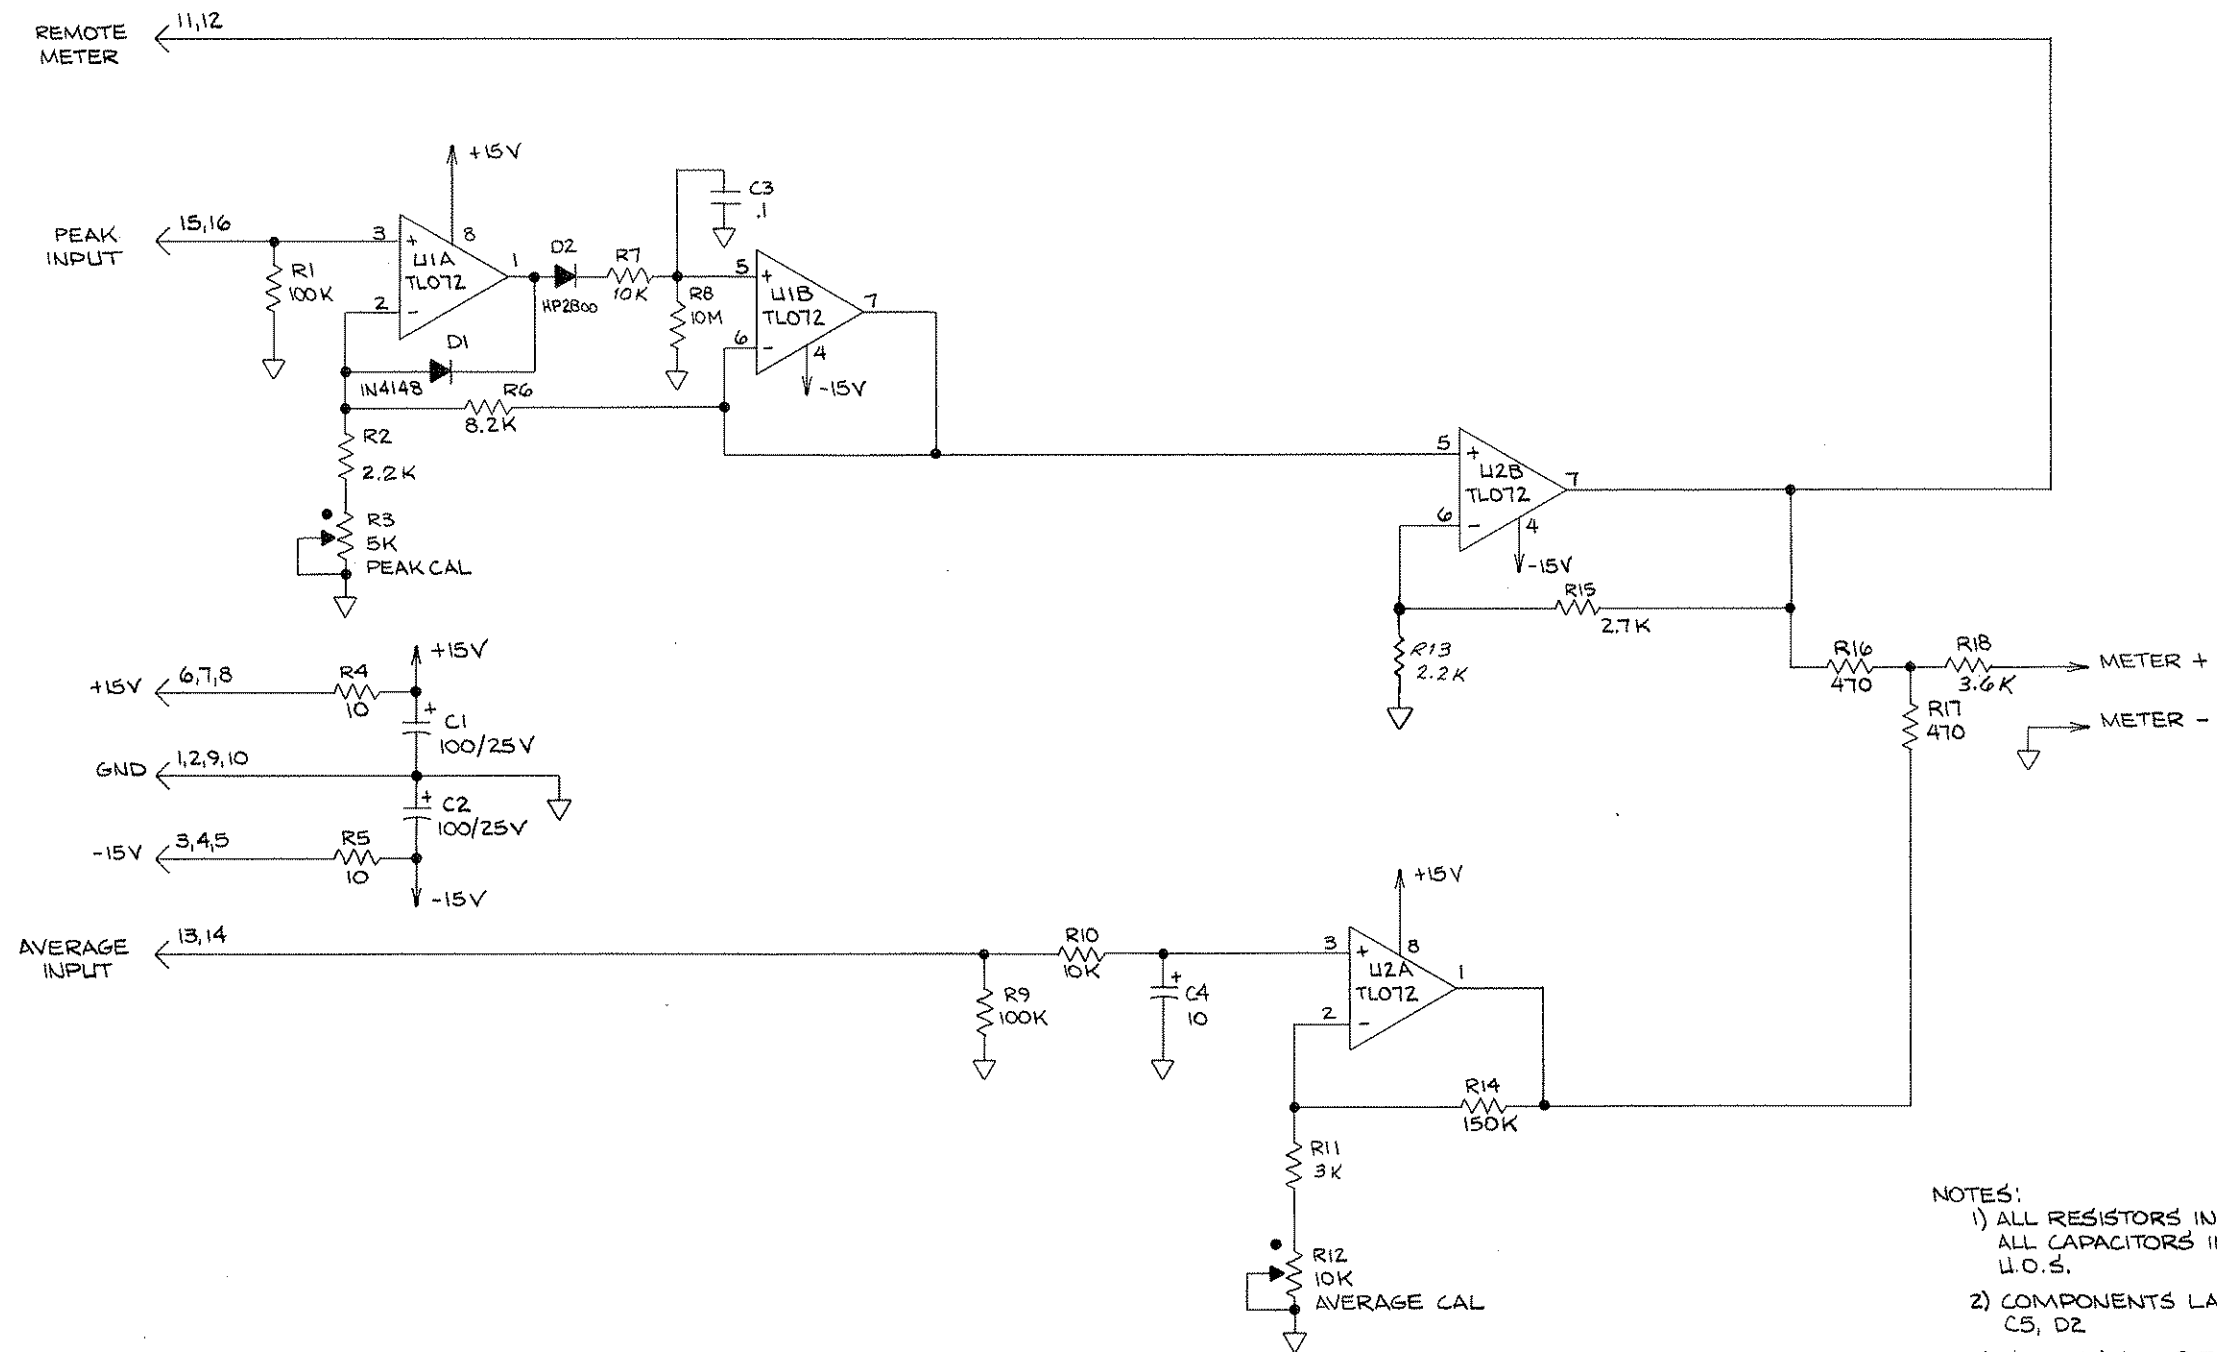 REMOTE
METER
11,12
+15V
C3
.1
PEAK
INPUT
15,16
3
+
8
U1A
TL072
1
2
-
R1
100K
D2
HP2800
R7
10K
R8
10M
5
+
U1B
TL072
7
6
-
4
-15V
D1
1N4148
R6
8.2K
R2
2.2K
R3
5K
PEAK CAL
5
+
U2B
TL072
7
6
-
4
-15V
R15
2.7K
R13
2.2K
R16
470
R18
3.6K
METER +
R17
470
METER -
+15V
6,7,8
R4
10
+15V
+
C1
100/25V
GND
1,2,9,10
+
C2
100/25V
-15V
3,4,5
R5
10
-15V
AVERAGE
INPUT
13,14
R9
100K
R10
10K
+
C4
10
+15V
3
+
8
U2A
TL072
1
2
-
R14
150K
R11
3K
R12
10K
AVERAGE CAL
NOTES:
1) ALL RESISTORS IN
ALL CAPACITORS
U.O.S.
2) COMPONENTS
C5, D2